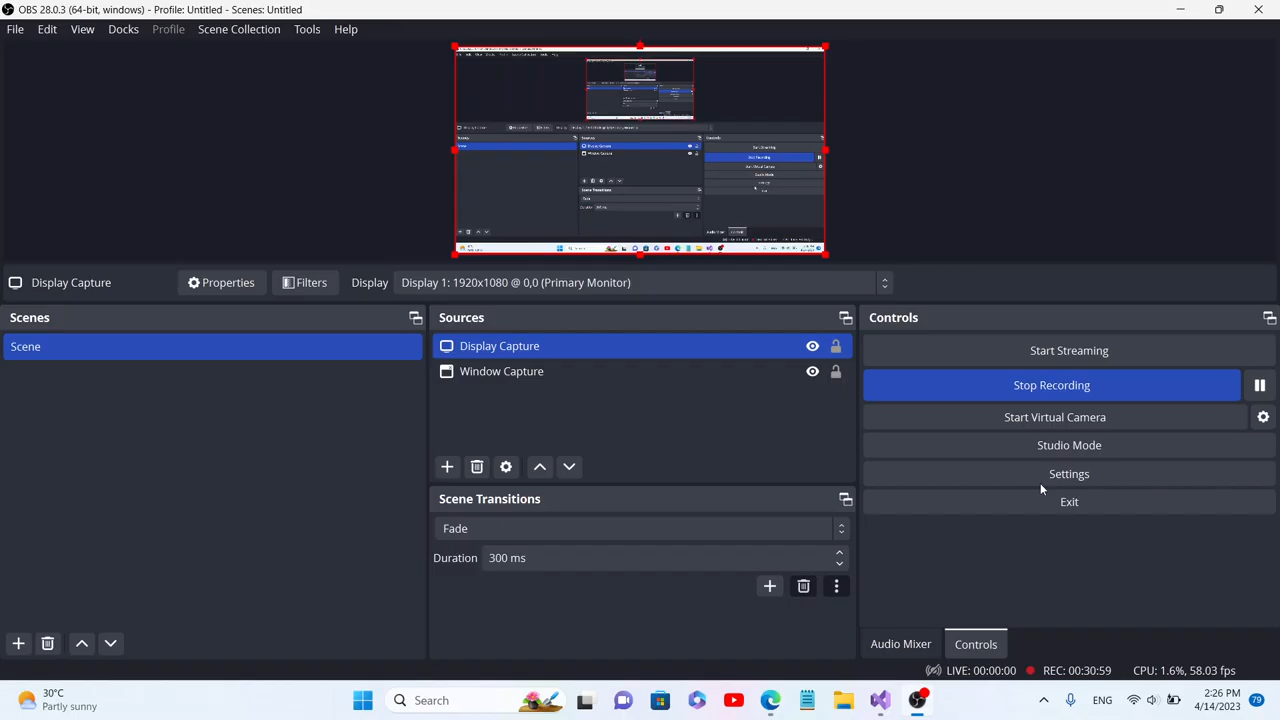 OBS 28.0.3 (64-bit, windows) - Profile: Untitled - Scenes: Untitled
File Edit View Docks Profile Scene Collection Tools Help
Display Capture Properties Filters Display Display 1: 1920x1080 @ 0,0 (Primary Monitor)
Scenes
Scene
Sources
Display Capture
Window Capture
Scene Transitions
Fade
Duration 300 ms
Controls
Start Streaming
Stop Recording
Start Virtual Camera
Studio Mode
Settings
Exit
Audio Mixer Controls
LIVE: 00:00:00 REC: 00:30:59 CPU: 1.6%, 58.03 fps
30°C
Partly sunny
Search
ENG
2:26 PM
4/14/2023
79